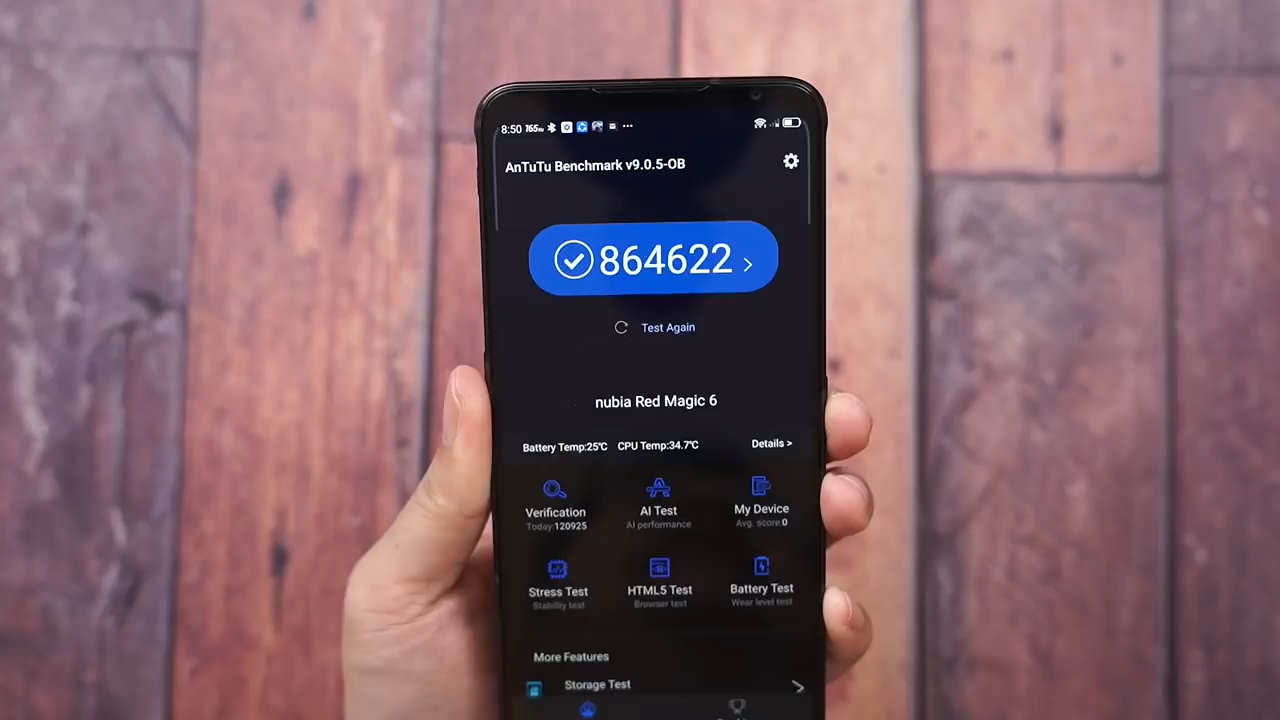 8:50 165Hz
AnTuTu Benchmark v9.0.5-OB
864622 >
Test Again
nubia Red Magic 6
Battery Temp:25℃ CPU Temp:34.7℃ Details >
Verification AI Test My Device
Today:120925 AI performance Avg. score:0
Stress Test HTML5 Test Battery Test
Stability test Browser test Wear level test
More Features
Storage Test